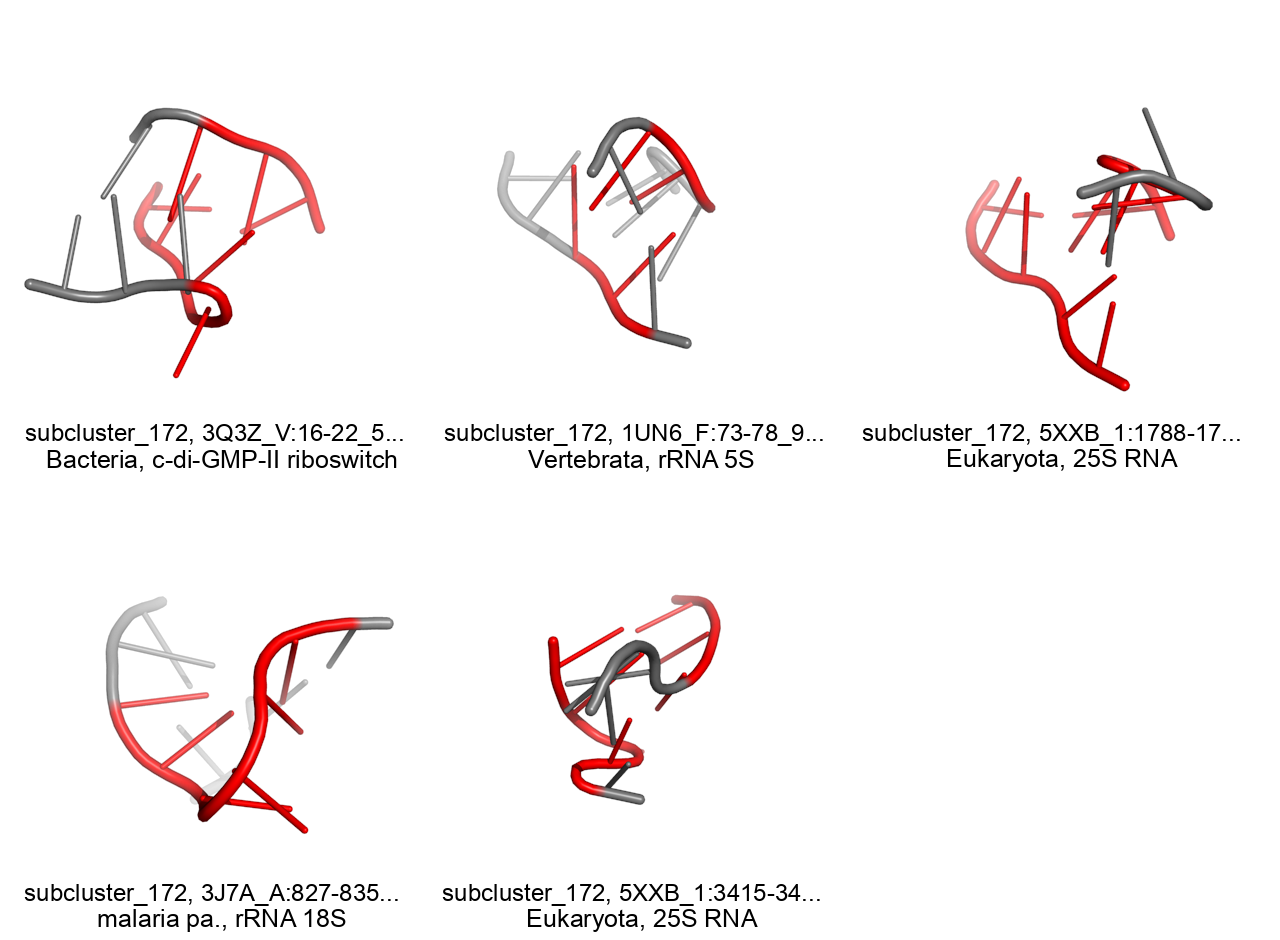 subcluster_172, 3Q3Z_V:16-22_5...
Bacteria, c-di-GMP-II riboswitch
subcluster_172, 1UN6_F:73-78_9...
Vertebrata, rRNA 5S
subcluster_172, 5XXB_1:1788-17...
Eukaryota, 25S RNA
subcluster_172, 3J7A_A:827-835...
malaria pa., rRNA 18S
subcluster_172, 5XXB_1:3415-34...
Eukaryota, 25S RNA